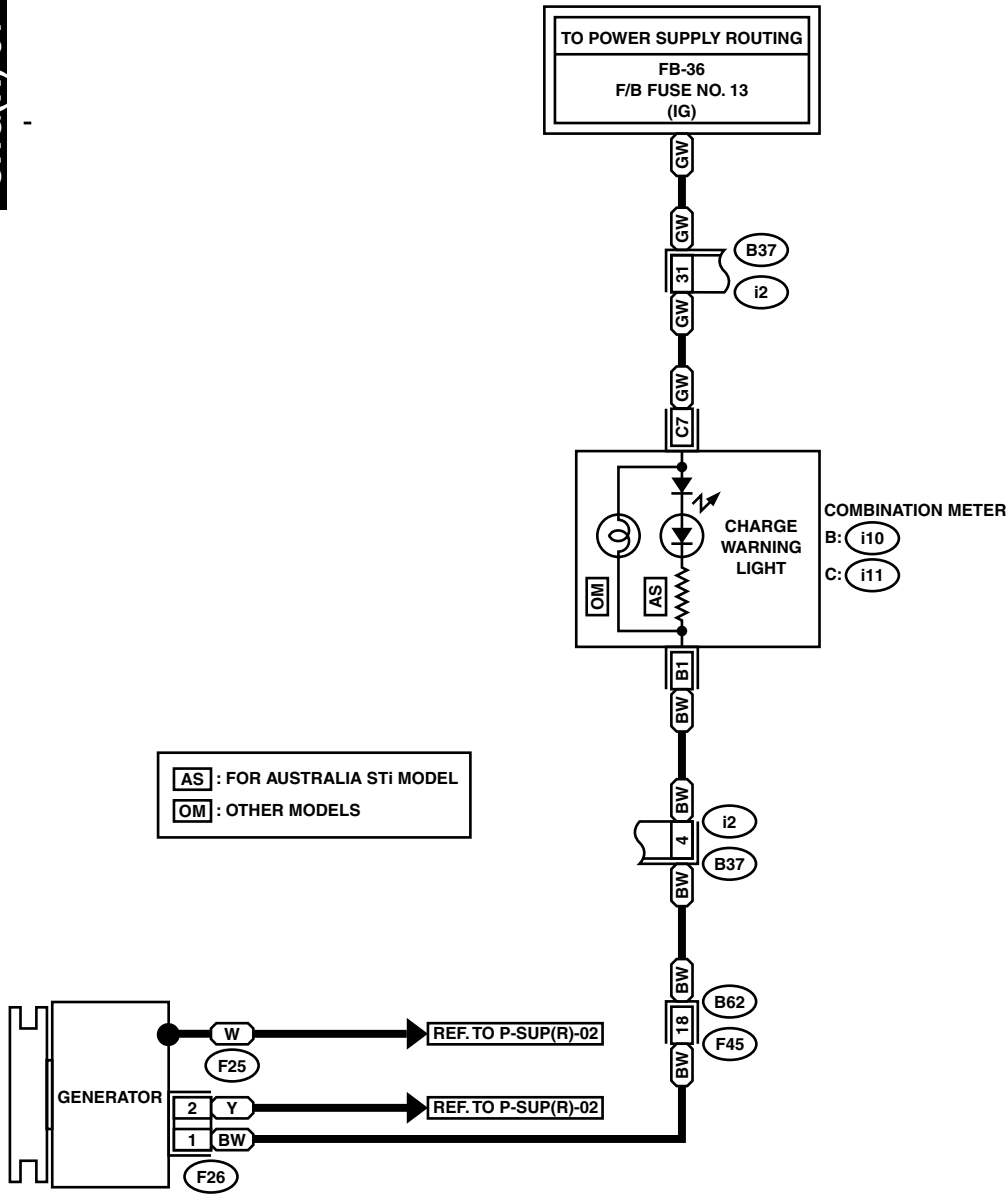 TO POWER SUPPLY ROUTING
FB-36
F/B FUSE NO. 13
(IG)
GW
GW
B37
31
i2
GW
GW
C7
CHARGE
WARNING
LIGHT
OM
AS
COMBINATION METER
B: i10
C: i11
B1
BW
AS : FOR AUSTRALIA STi MODEL
OM : OTHER MODELS
BW
i2
4
B37
BW
BW
B62
18
F45
BW
GENERATOR
W
REF. TO P-SUP(R)-02
F25
2 Y
REF. TO P-SUP(R)-02
1 BW
F26